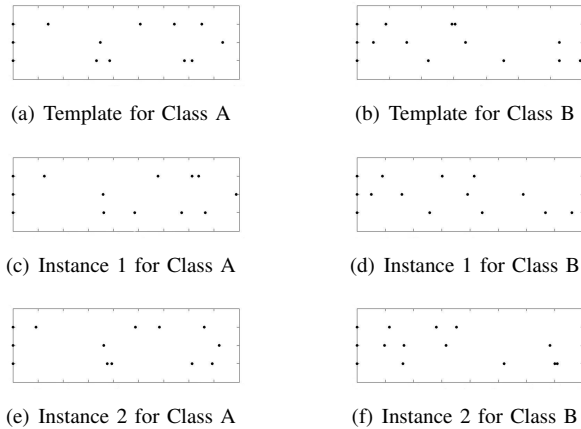 (a) Template for Class A
(b) Template for Class B
(c) Instance 1 for Class A
(d) Instance 1 for Class B
(e) Instance 2 for Class A
(f) Instance 2 for Class B